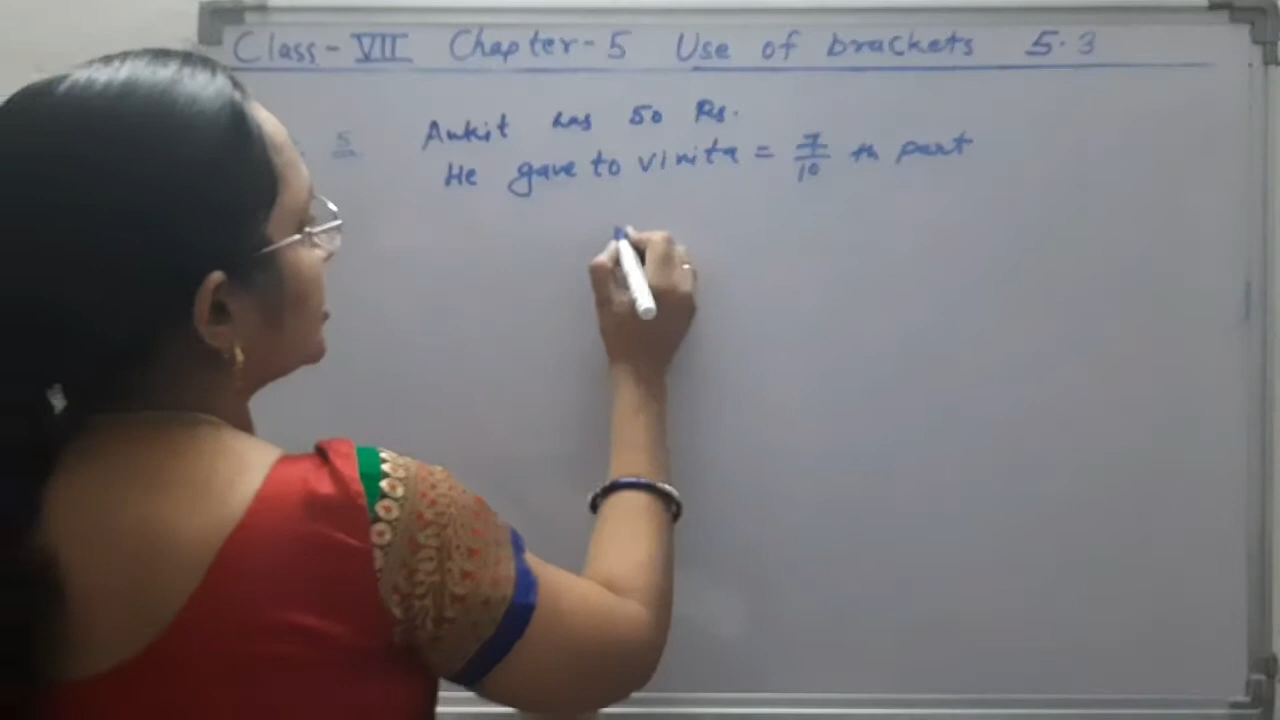 Class-VII Chapter-5 Use of brackets 5.3
5 Ankit has 50 Rs.
He gave to vinita = 7/10 th part